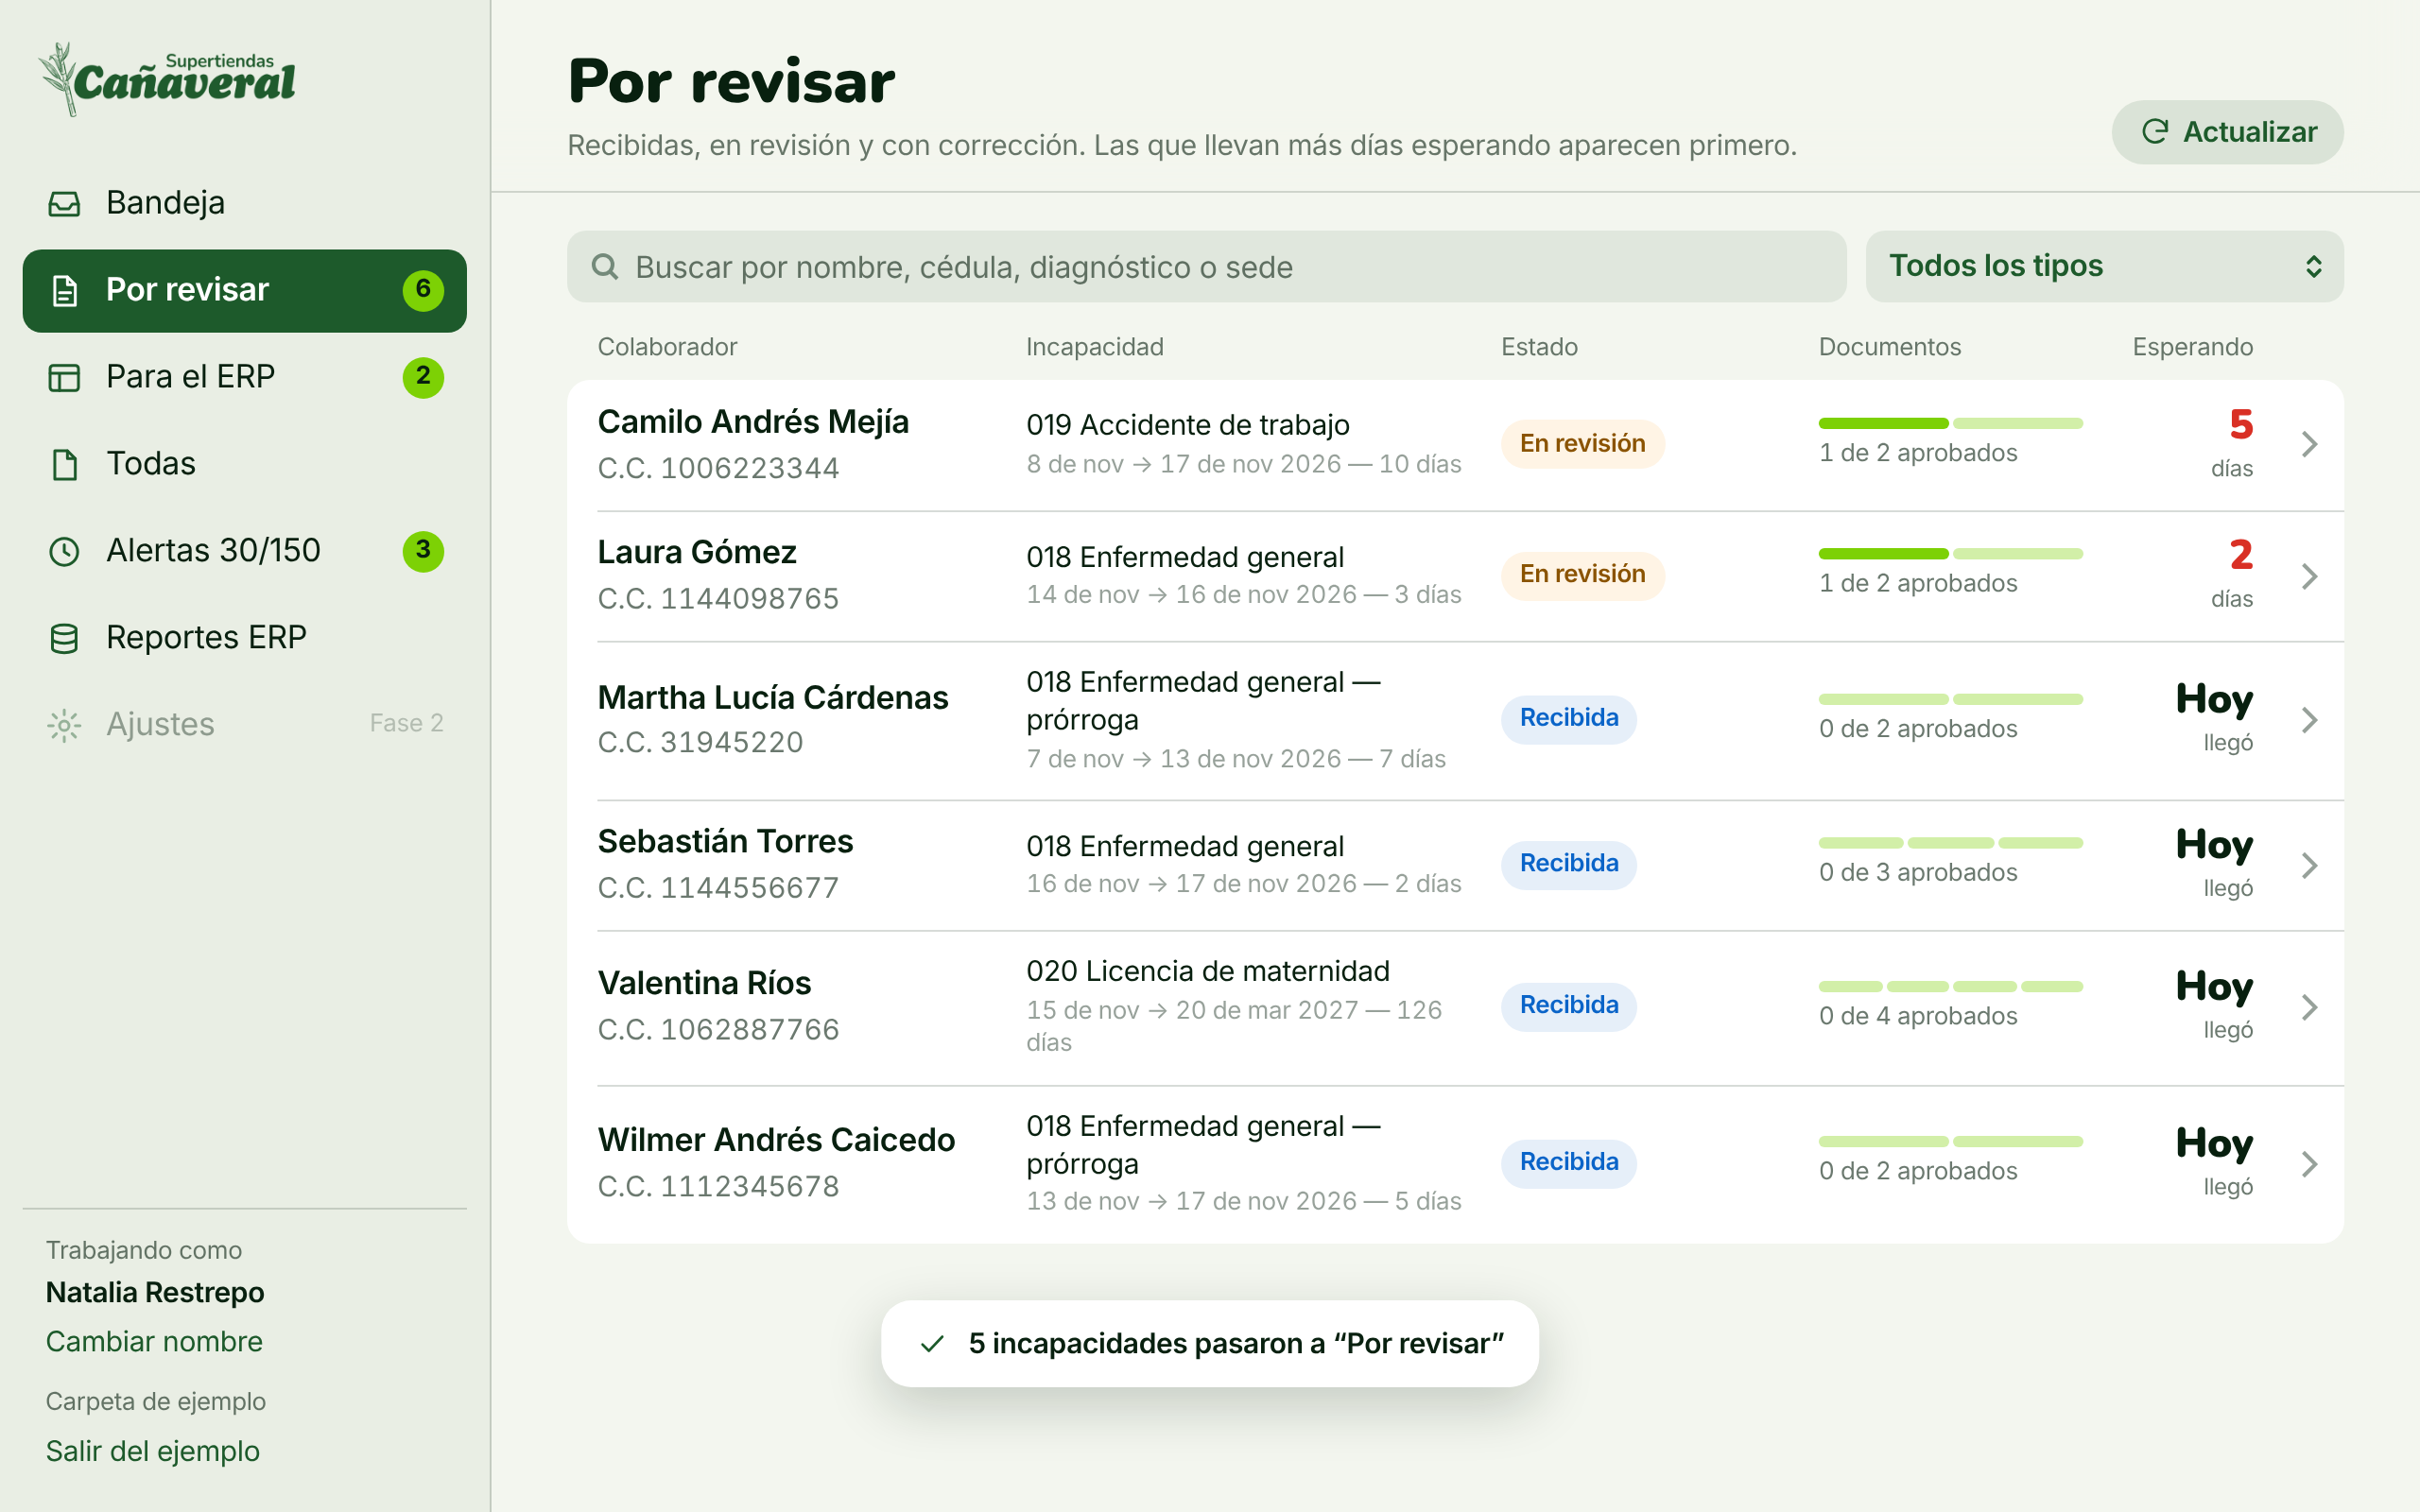 Supertiendas
Cañaveral
Bandeja
Por revisar 6
Para el ERP 2
Todas
Alertas 30/150 3
Reportes ERP
Ajustes Fase 2
Trabajando como
Natalia Restrepo
Cambiar nombre
Carpeta de ejemplo
Salir del ejemplo
Por revisar
Recibidas, en revisión y con corrección. Las que llevan más días esperando aparecen primero.
Actualizar
Buscar por nombre, cédula, diagnóstico o sede
Todos los tipos
Colaborador Incapacidad Estado Documentos Esperando
Camilo Andrés Mejía
C.C. 1006223344
019 Accidente de trabajo
8 de nov → 17 de nov 2026 — 10 días
En revisión
1 de 2 aprobados
5
días
Laura Gómez
C.C. 1144098765
018 Enfermedad general
14 de nov → 16 de nov 2026 — 3 días
En revisión
1 de 2 aprobados
2
días
Martha Lucía Cárdenas
C.C. 31945220
018 Enfermedad general —
prórroga
7 de nov → 13 de nov 2026 — 7 días
Recibida
0 de 2 aprobados
Hoy
llegó
Sebastián Torres
C.C. 1144556677
018 Enfermedad general
16 de nov → 17 de nov 2026 — 2 días
Recibida
0 de 3 aprobados
Hoy
llegó
Valentina Ríos
C.C. 1062887766
020 Licencia de maternidad
15 de nov → 20 de mar 2027 — 126
días
Recibida
0 de 4 aprobados
Hoy
llegó
Wilmer Andrés Caicedo
C.C. 1112345678
018 Enfermedad general —
prórroga
13 de nov → 17 de nov 2026 — 5 días
Recibida
0 de 2 aprobados
Hoy
llegó
5 incapacidades pasaron a “Por revisar”